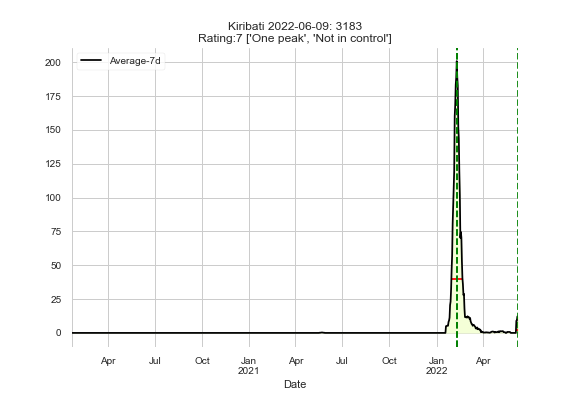 Kiribati 2022-06-09: 3183
Rating:7 ['One peak', 'Not in control']
Average-7d
200
175
150
125
100
75
50
25
0
Apr Jul Oct Jan Apr Jul Oct Jan Apr
2021 2022
Date